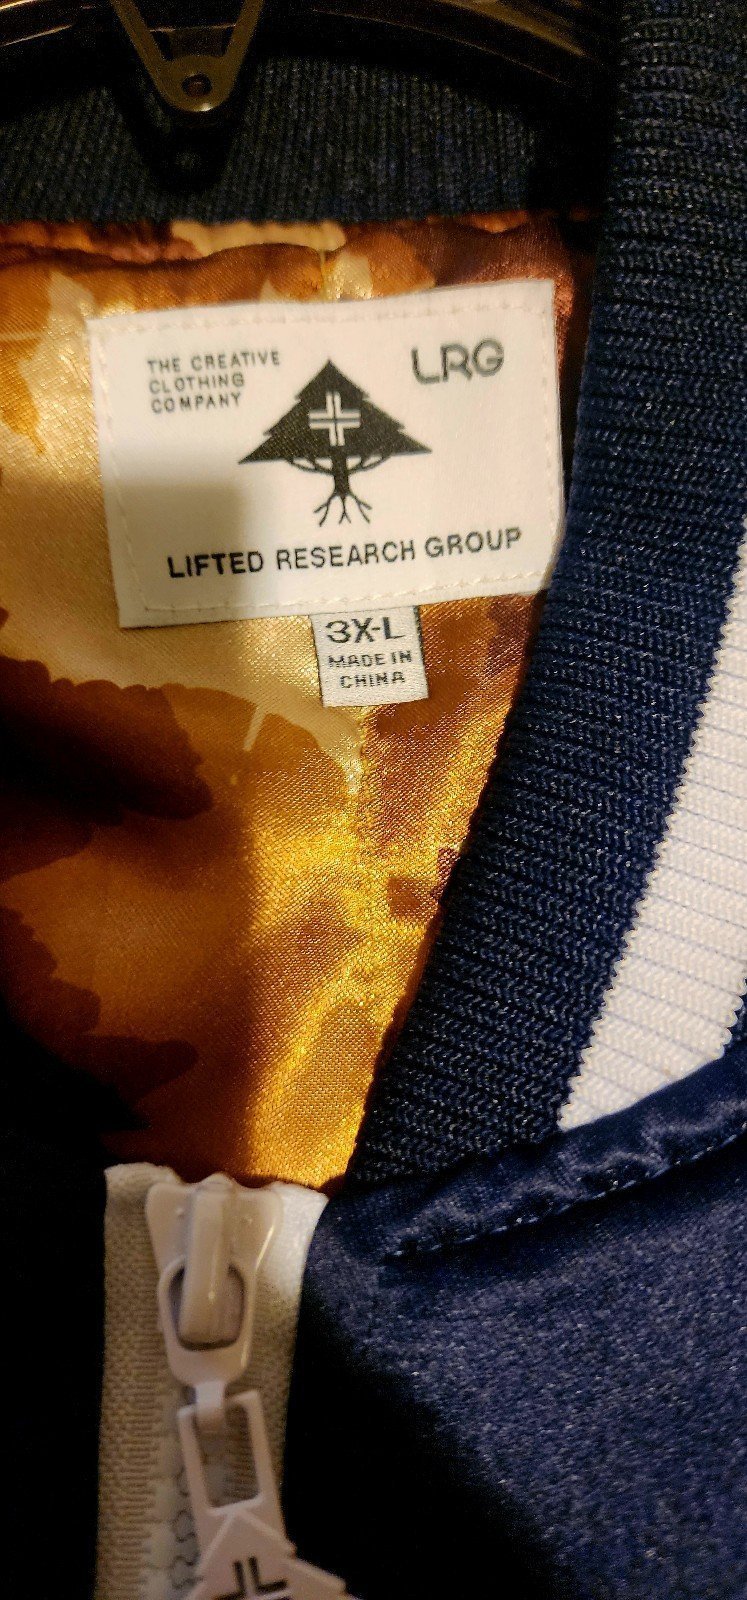 THE CREATIVE
CLOTHING
COMPANY
LRG
LIFTED RESEARCH GROUP
3X-L
MADE IN
CHINA